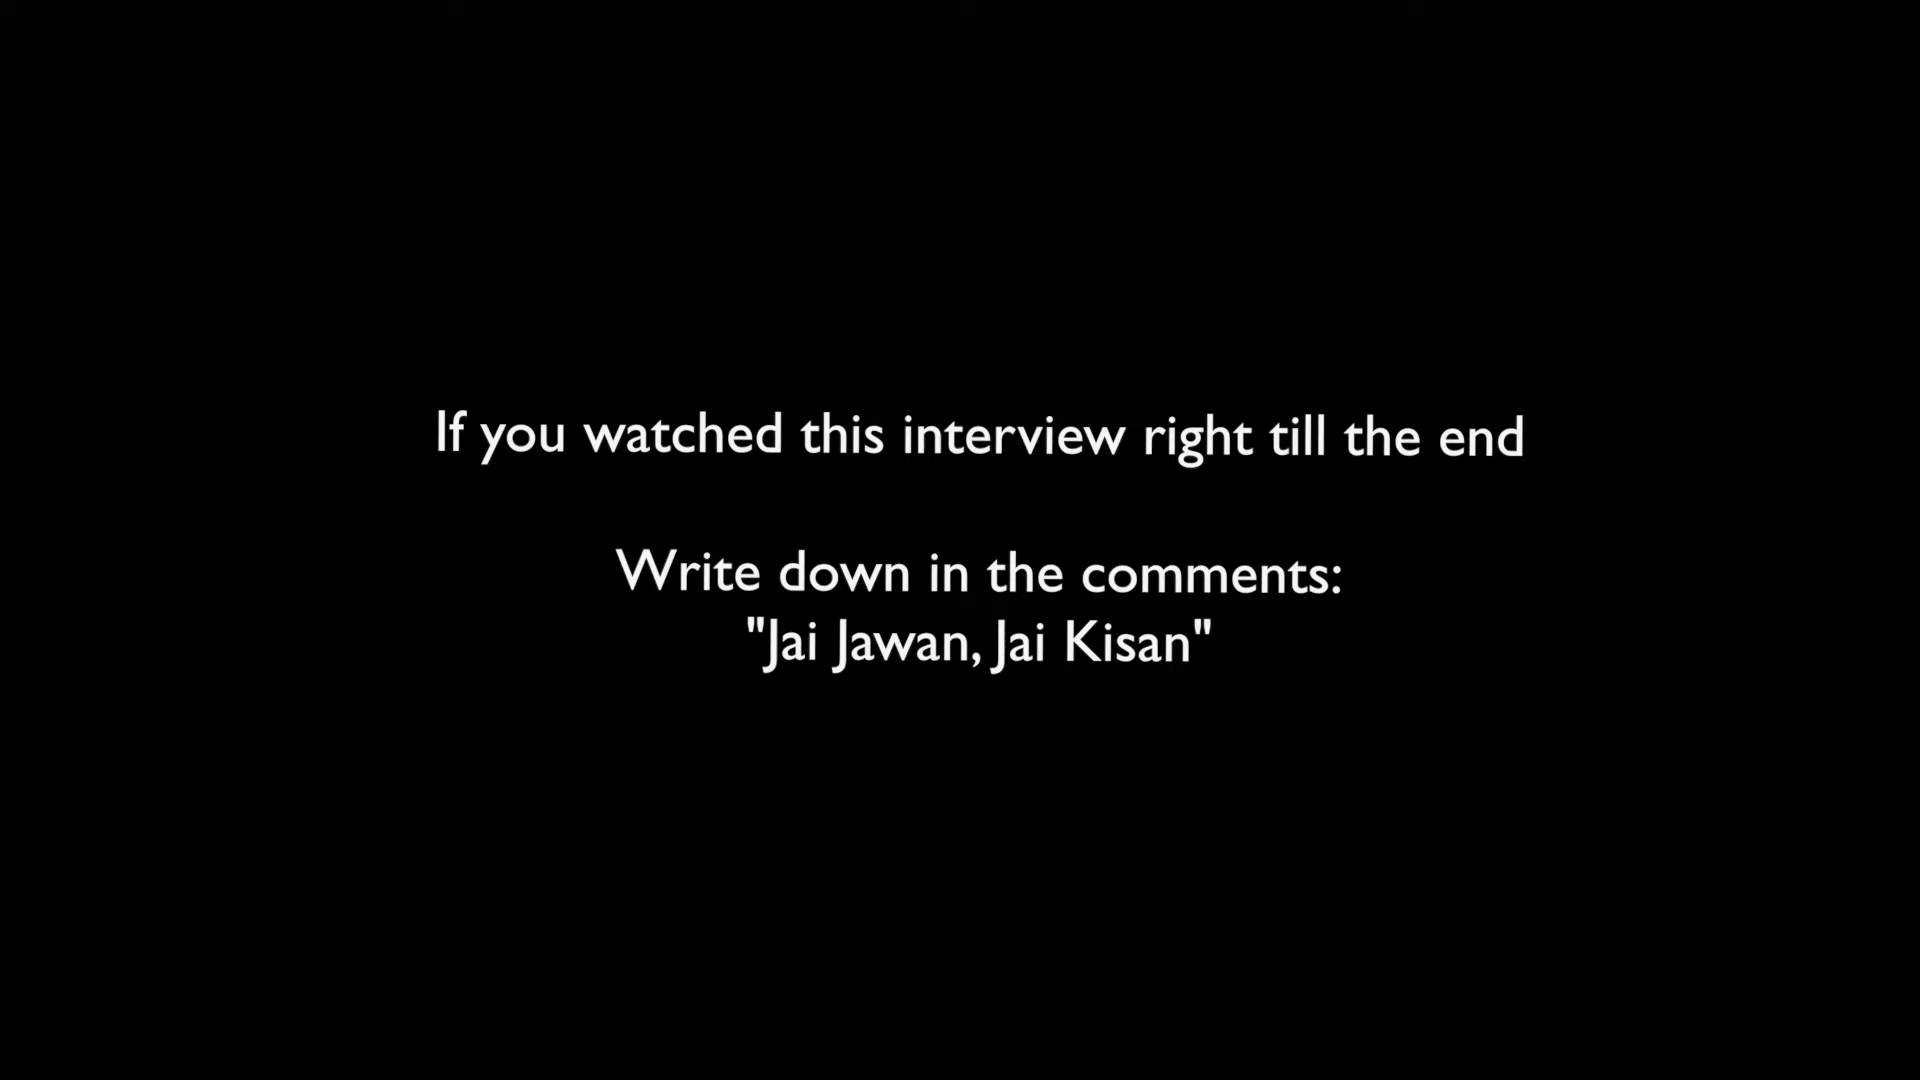 If you watched this interview right till the end
Write down in the comments:
"Jai Jawan, Jai Kisan"